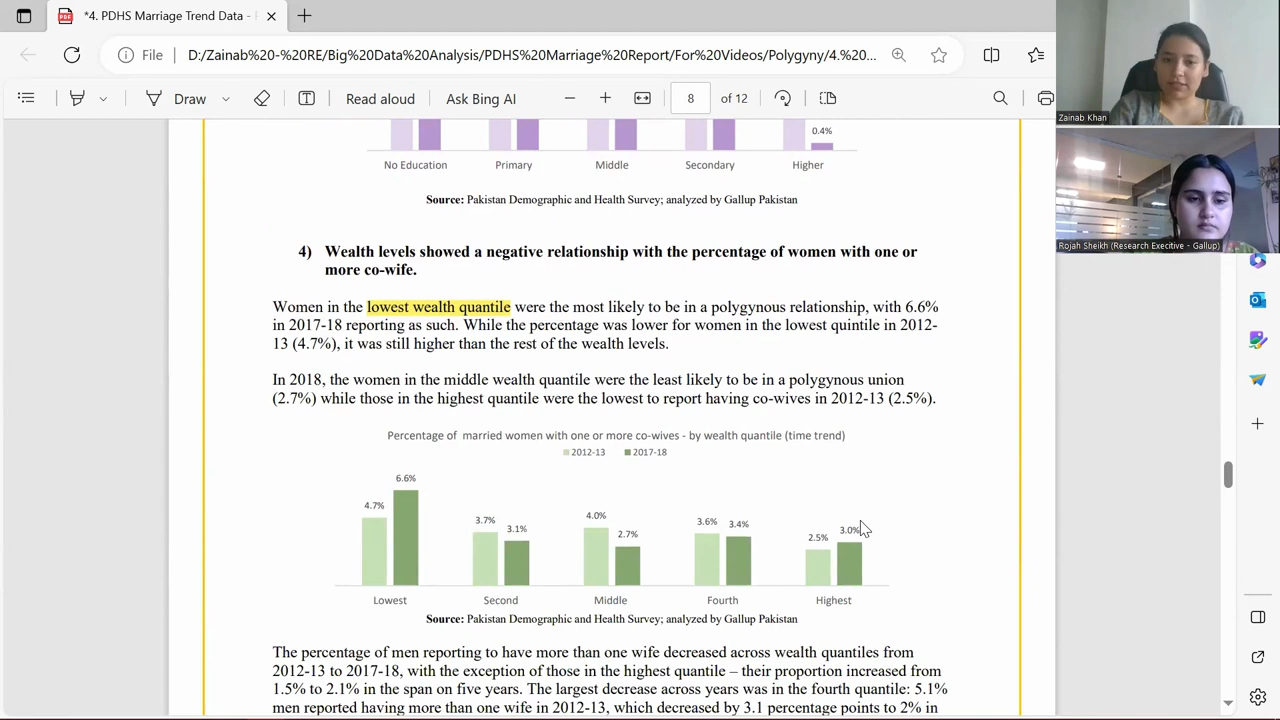 *4. PDHS Marriage Trend Data -
File
D:/Zainab%20-%20RE/Big%20Data%20Analysis/PDHS%20Marriage%20Report/For%20Videos/Polygyny/4.%20...
Draw
Read aloud
Ask Bing AI
8
of 12
Zainab Khan
Rojah Sheikh (Research Execitive - Gallup)
0.4%
No Education Primary Middle Secondary Higher
Source: Pakistan Demographic and Health Survey; analyzed by Gallup Pakistan
4) Wealth levels showed a negative relationship with the percentage of women with one or
more co-wife.
Women in the lowest wealth quantile were the most likely to be in a polygynous relationship, with 6.6%
in 2017-18 reporting as such. While the percentage was lower for women in the lowest quintile in 2012-
13 (4.7%), it was still higher than the rest of the wealth levels.
In 2018, the women in the middle wealth quantile were the least likely to be in a polygynous union
(2.7%) while those in the highest quantile were the lowest to report having co-wives in 2012-13 (2.5%).
Percentage of married women with one or more co-wives - by wealth quantile (time trend)
2012-13 2017-18
4.7% 6.6% 3.7% 3.1% 4.0% 2.7% 3.6% 3.4% 2.5% 3.0%
Lowest Second Middle Fourth Highest
Source: Pakistan Demographic and Health Survey; analyzed by Gallup Pakistan
The percentage of men reporting to have more than one wife decreased across wealth quantiles from
2012-13 to 2017-18, with the exception of those in the highest quantile – their proportion increased from
1.5% to 2.1% in the span on five years. The largest decrease across years was in the fourth quantile: 5.1%
men reported having more than one wife in 2012-13, which decreased by 3.1 percentage points to 2% in